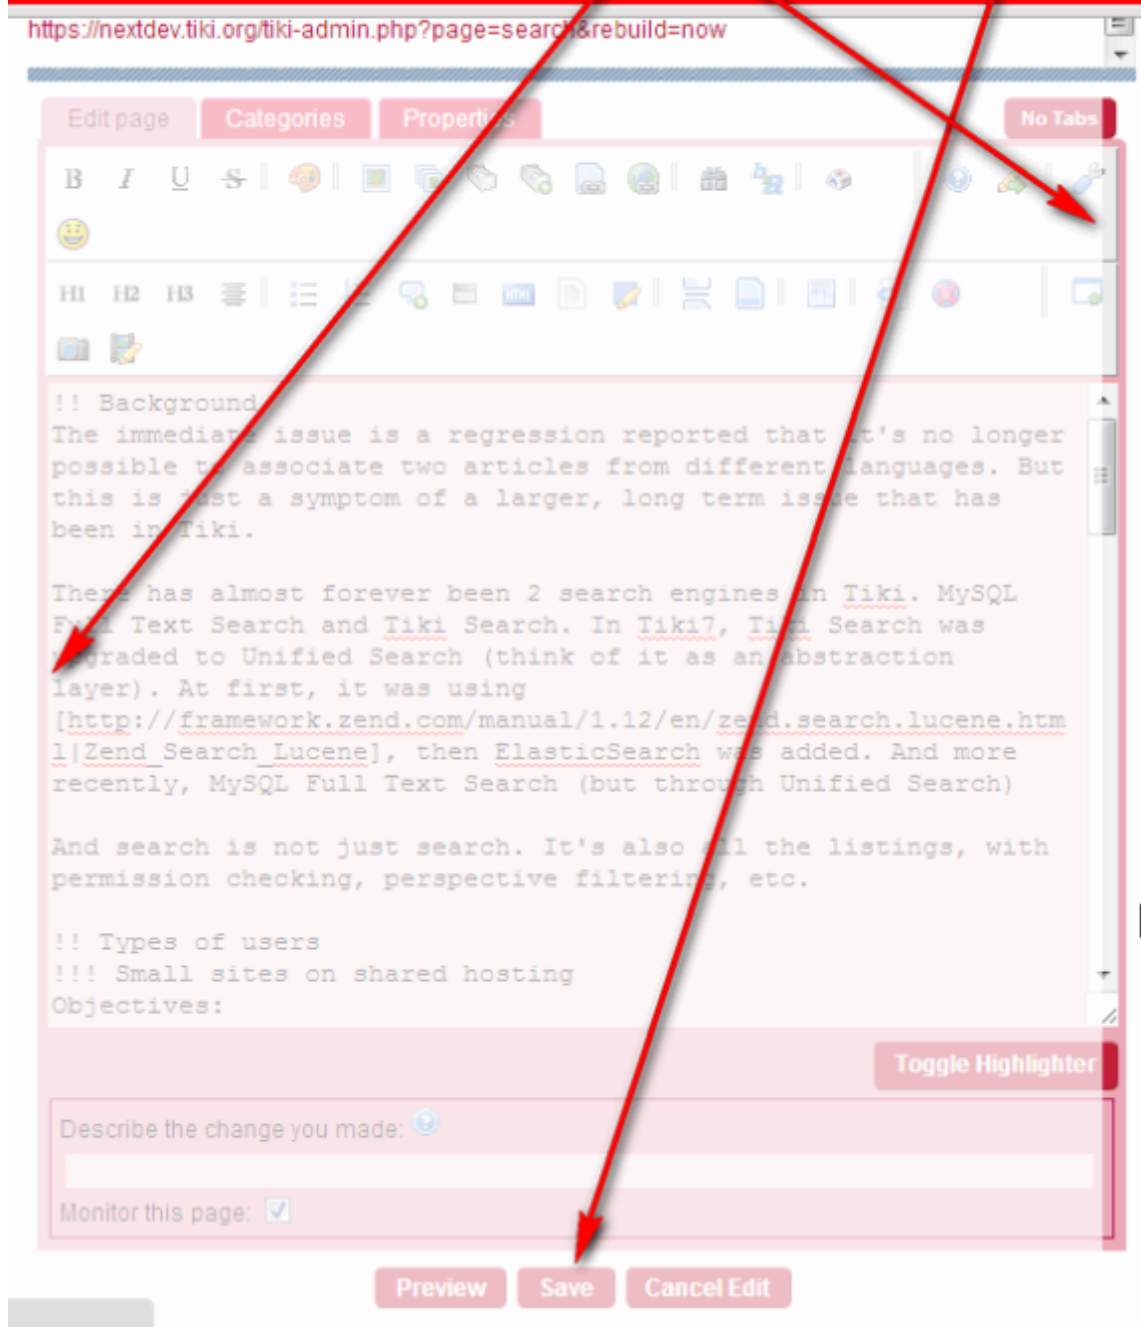 https://nextdev.tiki.org/tiki-admin.php?page=search&rebuild=now
Edit page Categories Properties No Tabs
B I U S
H1 H2 H3 HTML
!! Background
The immediate issue is a regression reported that it's no longer
possible to associate two articles from different languages. But
this is just a symptom of a larger, long term issue that has
been in Tiki.
There has almost forever been 2 search engines in Tiki. MySQL
Full Text Search and Tiki Search. In Tiki7, Tiki Search was
upgraded to Unified Search (think of it as an abstraction
layer). At first, it was using
[http://framework.zend.com/manual/1.12/en/zend.search.lucene.htm
l|Zend_Search_Lucene], then ElasticSearch was added. And more
recently, MySQL Full Text Search (but through Unified Search)
And search is not just search. It's also all the listings, with
permission checking, perspective filtering, etc.
!! Types of users
!!! Small sites on shared hosting
Objectives:
Toggle Highlighter
Describe the change you made:
Monitor this page:
Preview Save Cancel Edit